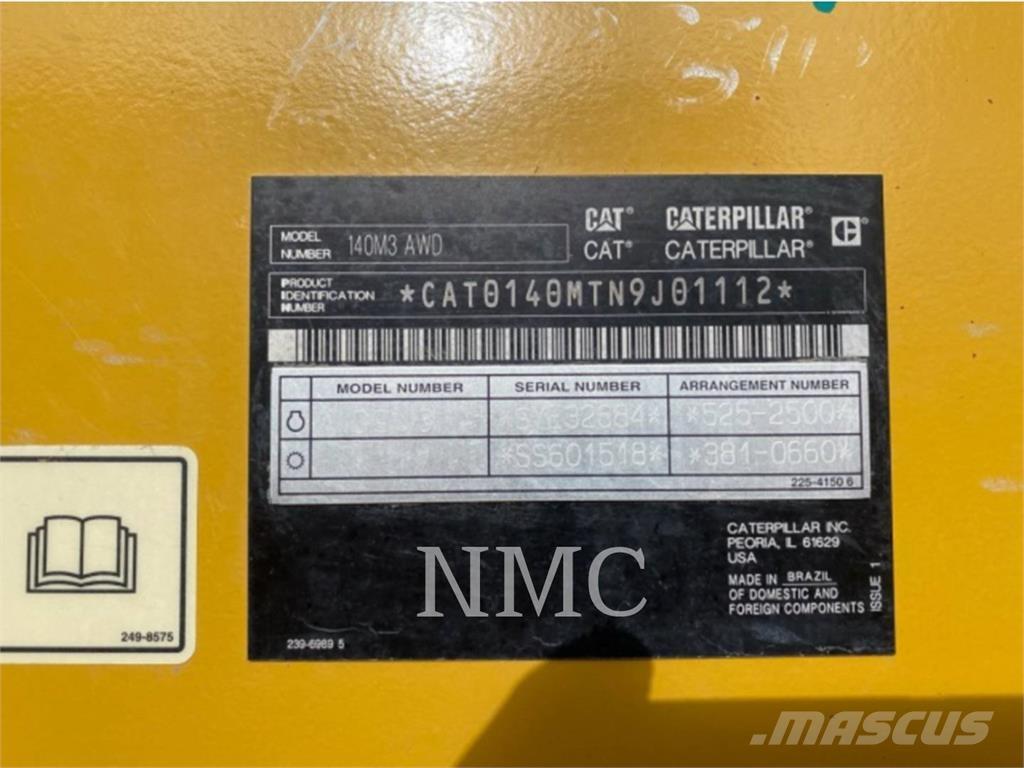 MODEL
NUMBER
140M3 AWD
CAT® CATERPILLAR®
CAT® CATERPILLAR®
PRODUCT
IDENTIFICATION
NUMBER
*CAT0140MTN9J01112*
MODEL NUMBER SERIAL NUMBER ARRANGEMENT NUMBER
*525-2500*
*SS601518* *381-0660*
225-4150 6
CATERPILLAR INC.
PEORIA, IL 61629
USA
MADE IN BRAZIL
OF DOMESTIC AND
FOREIGN COMPONENTS
ISSUE 1
239-6989 5
249-8575
NMC
MASCUS